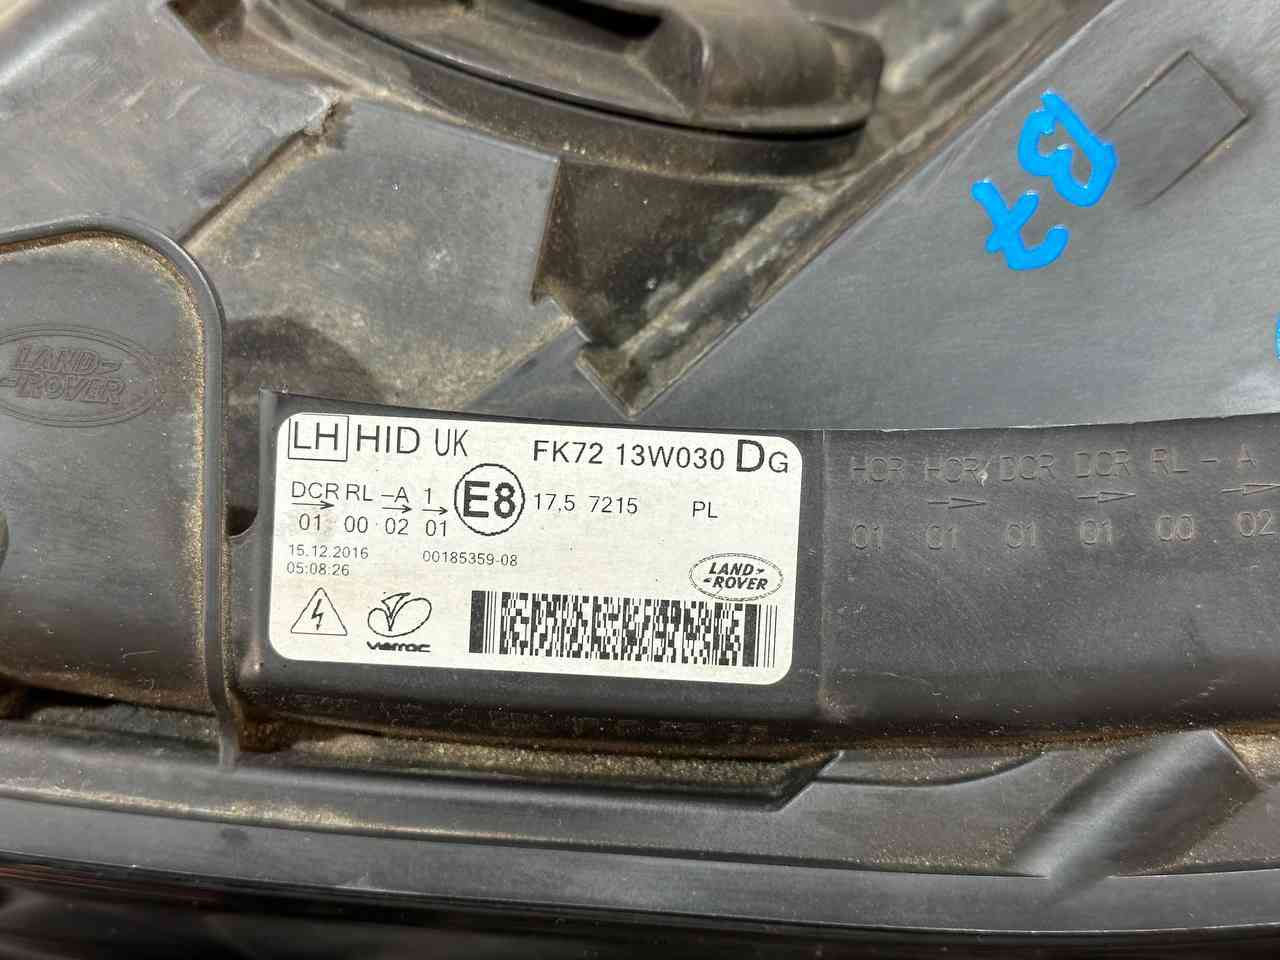 B7
LAND-
-ROVER
LH HID UK FK72 13W030 DG
DCR RL -A 1 E8 17,5 7215 PL
01 00 02 01
15.12.2016 00185359-08
05:08:26
LAND-
-ROVER
varroc
HCR HCR/DCR DCR RL - A
01 01 01 01 00 02